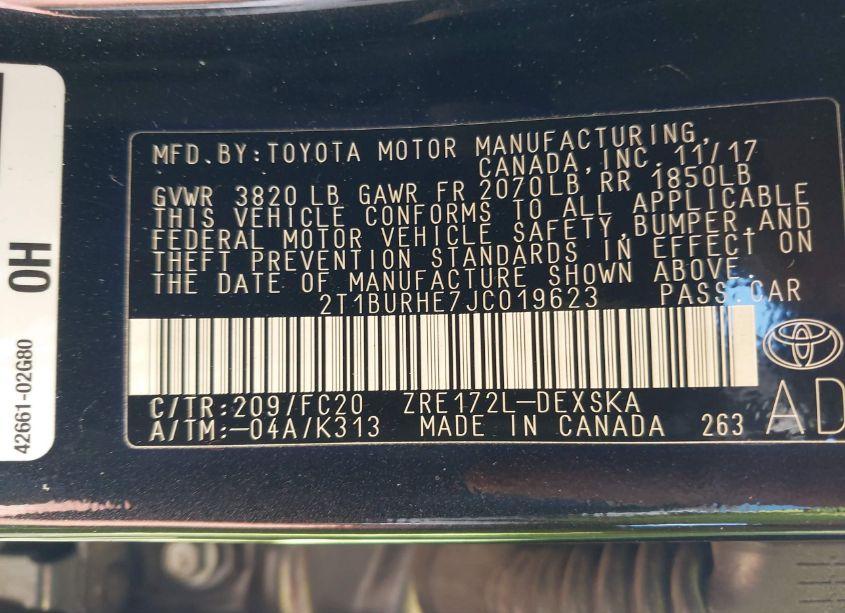 MFD.BY:TOYOTA MOTOR MANUFACTURING,
CANADA,INC. 11/17
GVWR 3820 LB GAWR FR 2070LB RR 1850LB
THIS VEHICLE CONFORMS TO ALL APPLICABLE
FEDERAL MOTOR VEHICLE SAFETY,BUMPER,AND
THEFT PREVENTION STANDARDS IN EFFECT ON
THE DATE OF MANUFACTURE SHOWN ABOVE.
2T1BURHE7JC019623 PASS.CAR
C/TR:209/FC20 ZRE172L-DEXSKA
A/TM:-04A/K313 MADE IN CANADA 263
AD
42661-02G80
0H